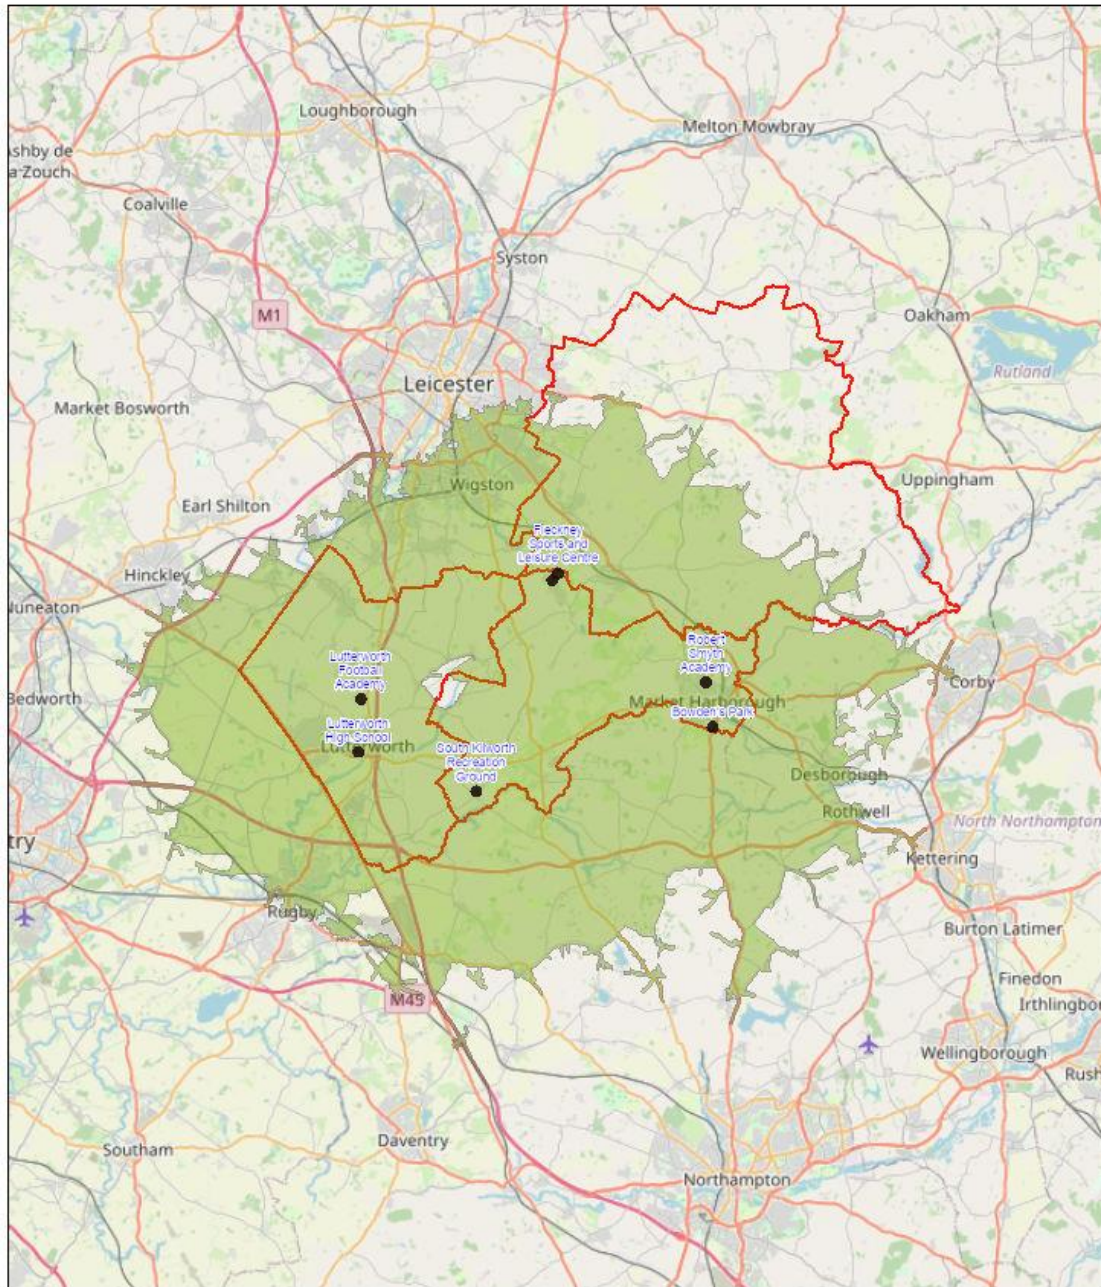 Loughborough
Melton Mowbray
Ashby de
la-Zouch
Coalville
Syston
M1
Oakham
Rutland
Leicester
Market Bosworth
Uppingham
Wigston
Earl Shilton
Fleckney
Sports and
Leisure Centre
Hinckley
Nuneaton
Robert
Smyth
Academy
Lutterworth
Football
Academy
Corby
Bedworth
Market Harborough
Bowden's Park
Lutterworth
High School
Lutterworth
South Kilworth
Recreation
Ground
Desborough
Rothwell
North Northampton
try
Kettering
Rugby
Burton Latimer
Finedon
Irthlingbor
M45
Wellingborough
Rush
Daventry
Southam
Northampton